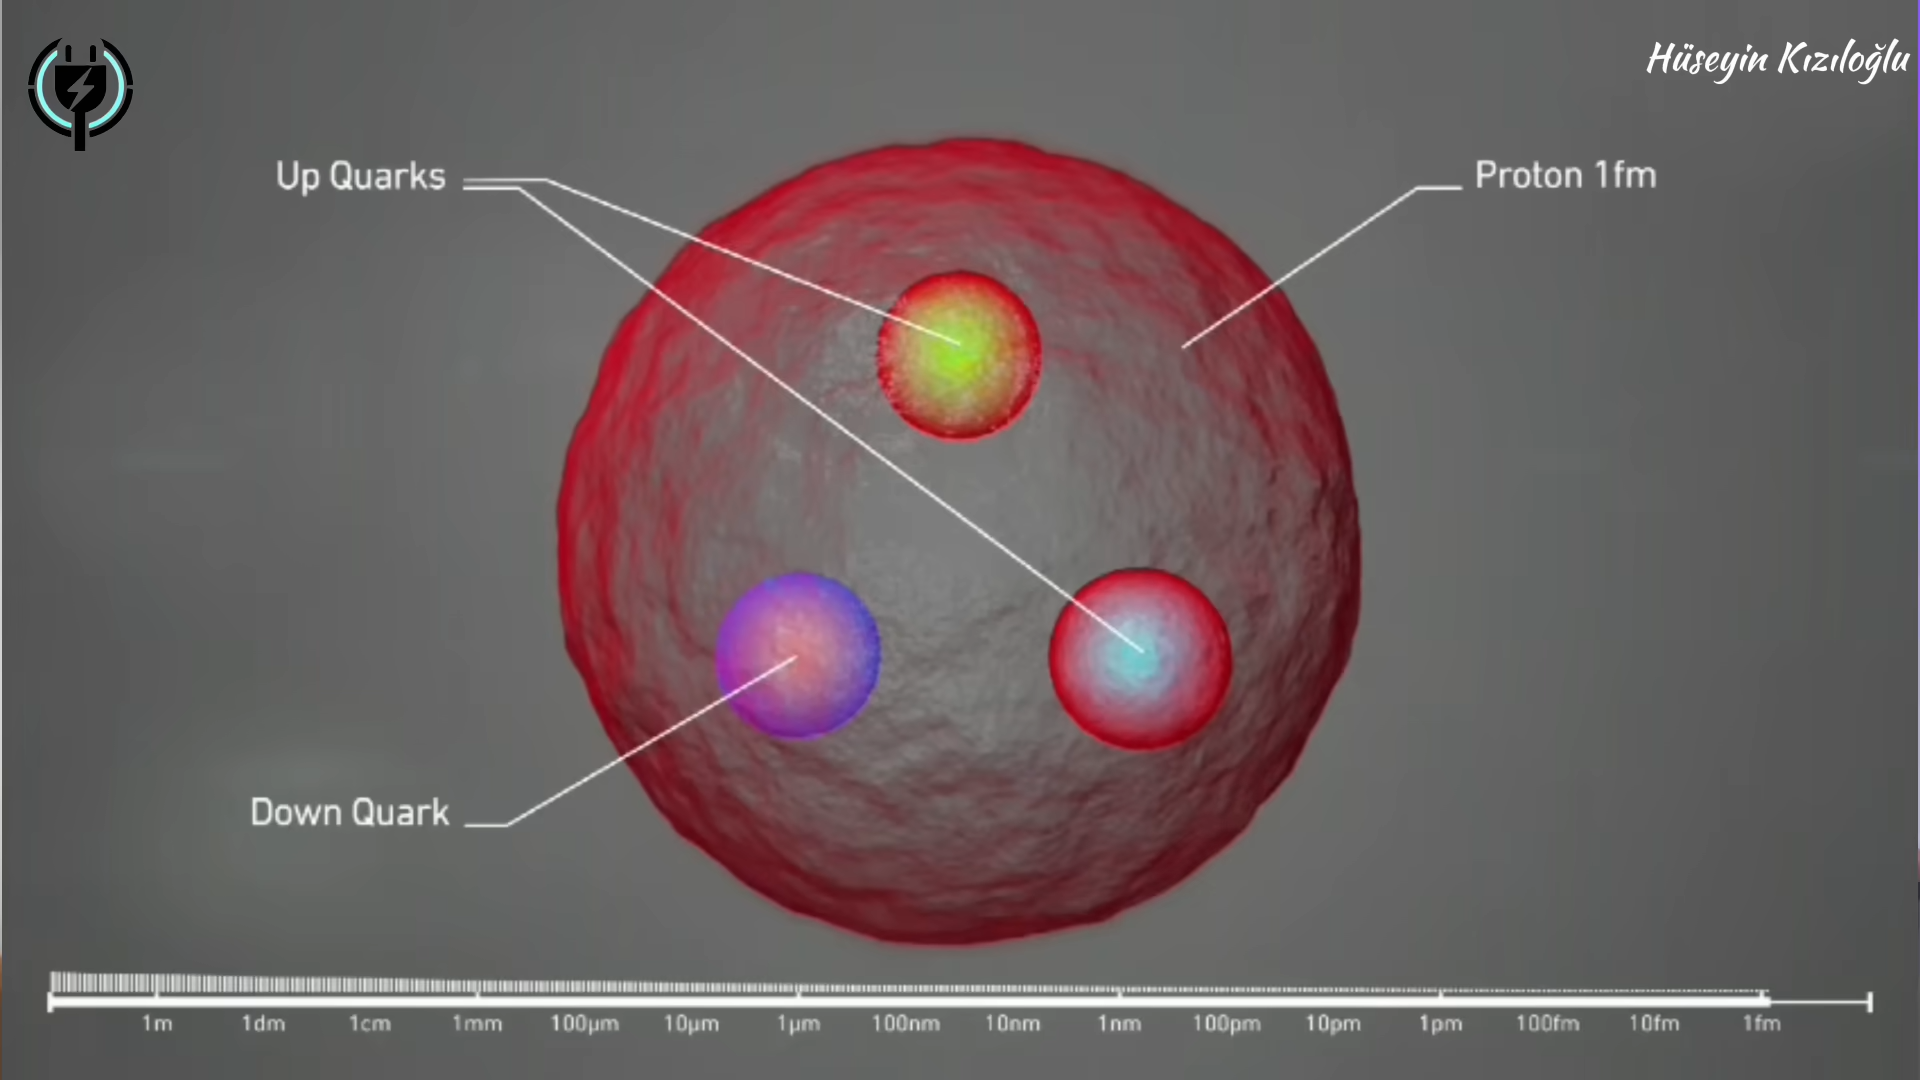 Hüseyin Kızıloğlu
Up Quarks
Proton 1fm
Down Quark
1m 1dm 1cm 1mm 100µm 10µm 1µm 100nm 10nm 1nm 100pm 10pm 1pm 100fm 10fm 1fm